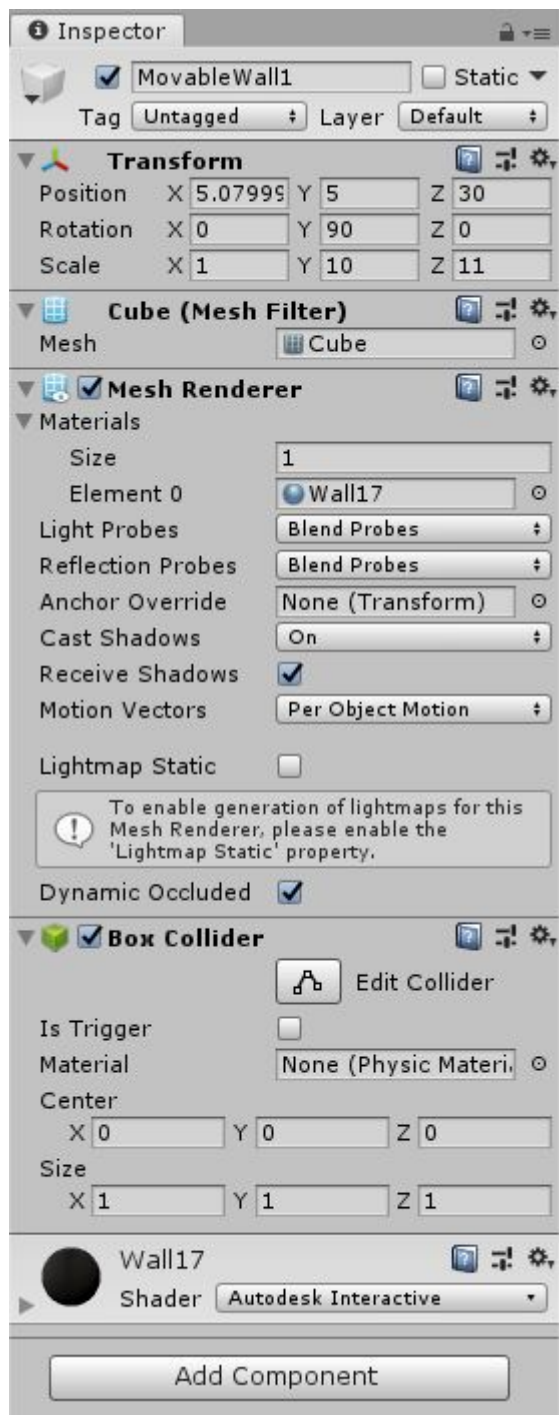 Inspector
MovableWall1 Static
Tag Untagged Layer Default
Transform
Position X 5.07999 Y 5 Z 30
Rotation X 0 Y 90 Z 0
Scale X 1 Y 10 Z 11
Cube (Mesh Filter)
Mesh Cube
Mesh Renderer
Materials
Size 1
Element 0 Wall17
Light Probes Blend Probes
Reflection Probes Blend Probes
Anchor Override None (Transform)
Cast Shadows On
Receive Shadows
Motion Vectors Per Object Motion
Lightmap Static
To enable generation of lightmaps for this
Mesh Renderer, please enable the
'Lightmap Static' property.
Dynamic Occluded
Box Collider
Edit Collider
Is Trigger
Material None (Physic Materi
Center
X 0 Y 0 Z 0
Size
X 1 Y 1 Z 1
Wall17
Shader Autodesk Interactive
Add Component